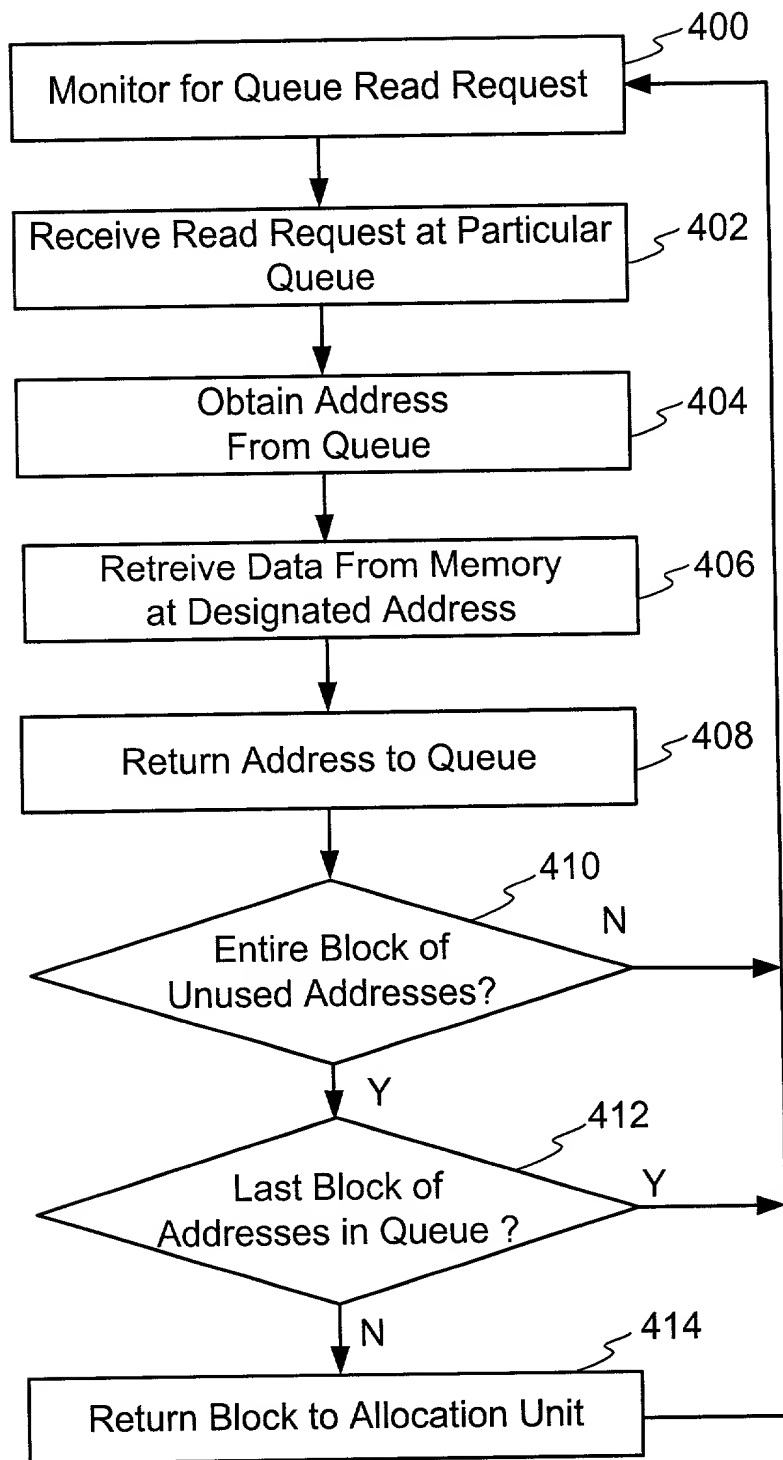 400
Monitor for Queue Read Request
Receive Read Request at Particular
Queue
402
Obtain Address
From Queue
404
Retreive Data From Memory
at Designated Address
406
Return Address to Queue
408
410
Entire Block of
Unused Addresses?
N
Y
412
Last Block of
Addresses in Queue ?
Y
N
414
Return Block to Allocation Unit